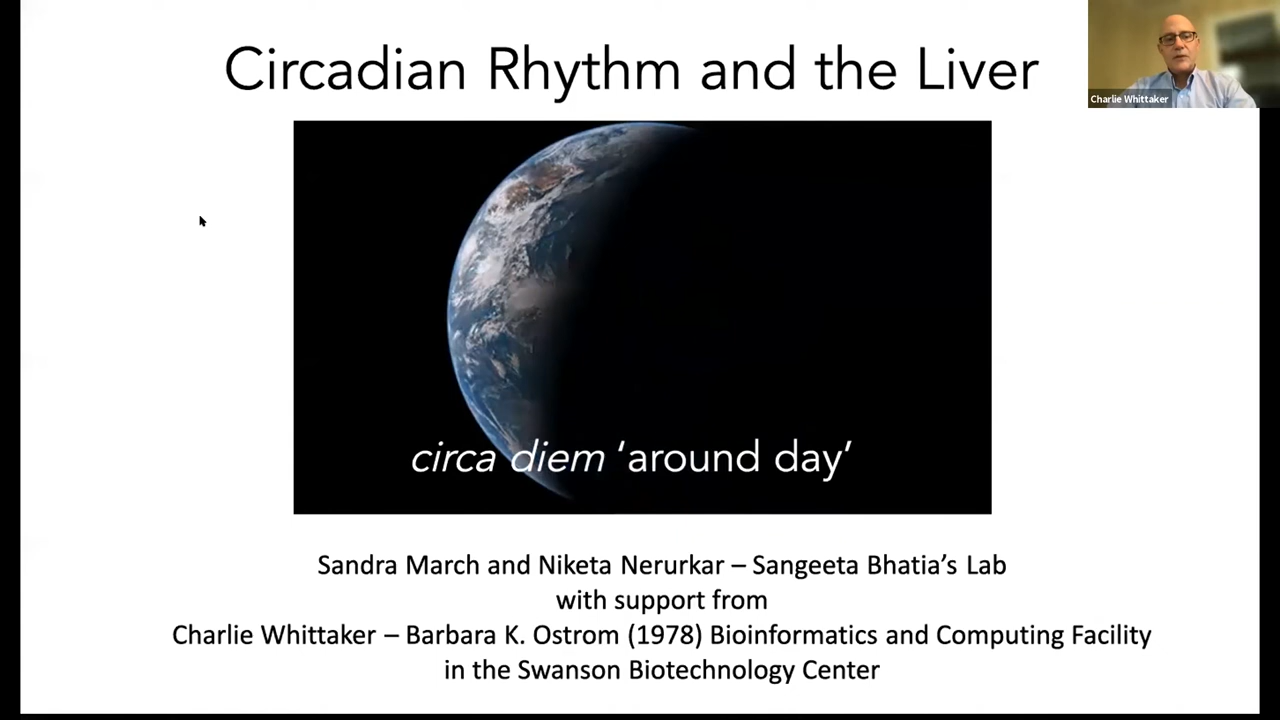 Circadian Rhythm and the Liver
Charlie Whittaker
circa diem ‘around day’
Sandra March and Niketa Nerurkar – Sangeeta Bhatia’s Lab
with support from
Charlie Whittaker – Barbara K. Ostrom (1978) Bioinformatics and Computing Facility
in the Swanson Biotechnology Center